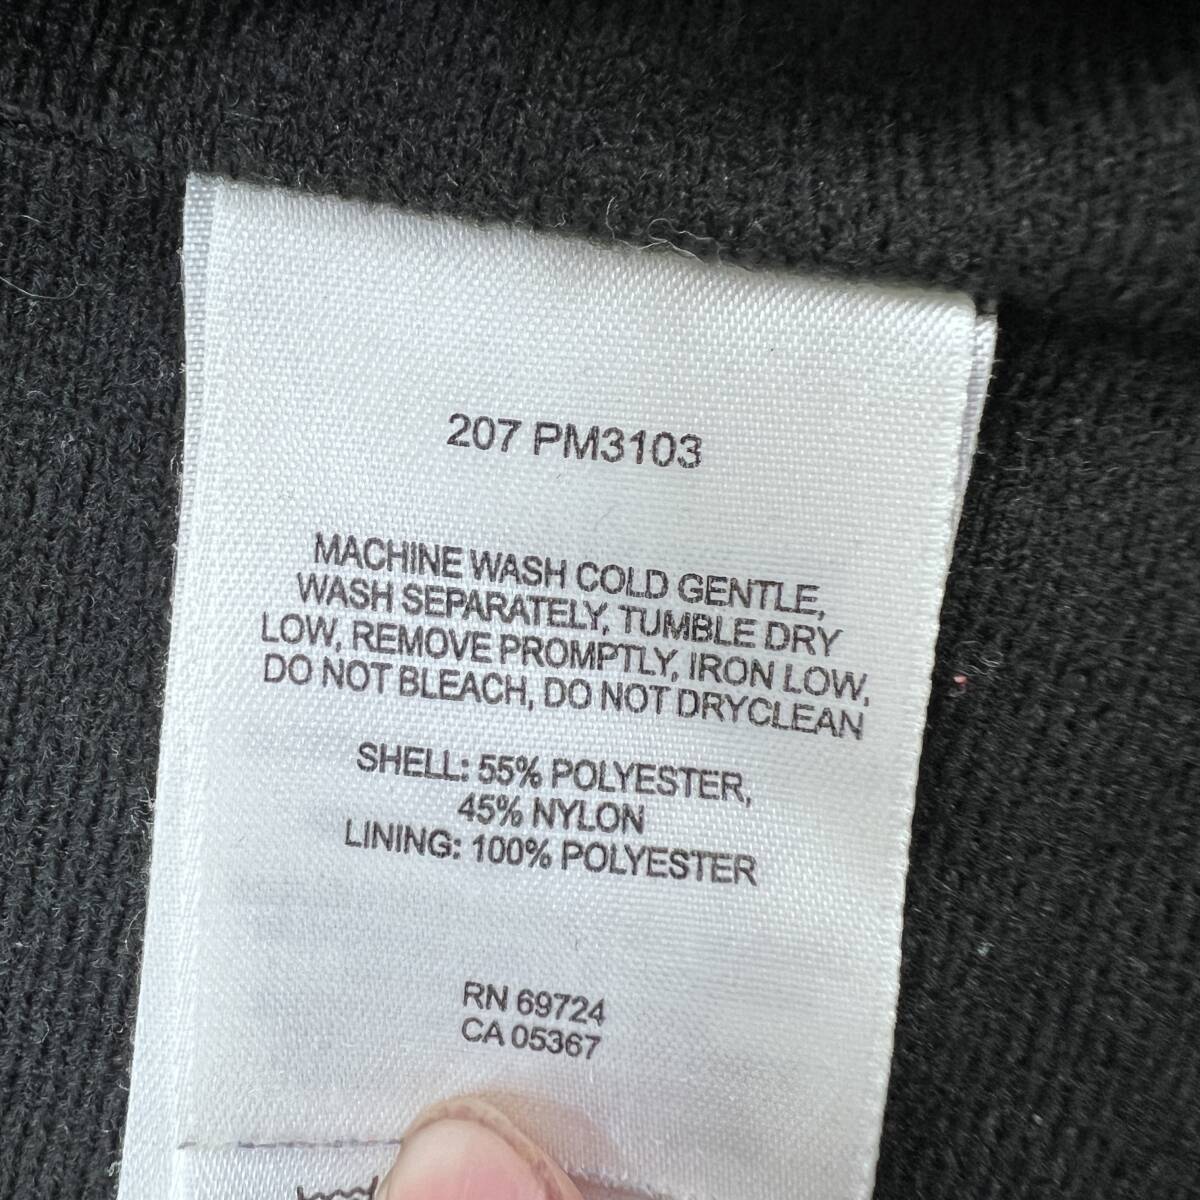 207 PM3103
MACHINE WASH COLD GENTLE,
WASH SEPARATELY, TUMBLE DRY
LOW, REMOVE PROMPTLY, IRON LOW,
DO NOT BLEACH, DO NOT DRYCLEAN
SHELL: 55% POLYESTER,
45% NYLON
LINING: 100% POLYESTER
RN 69724
CA 05367